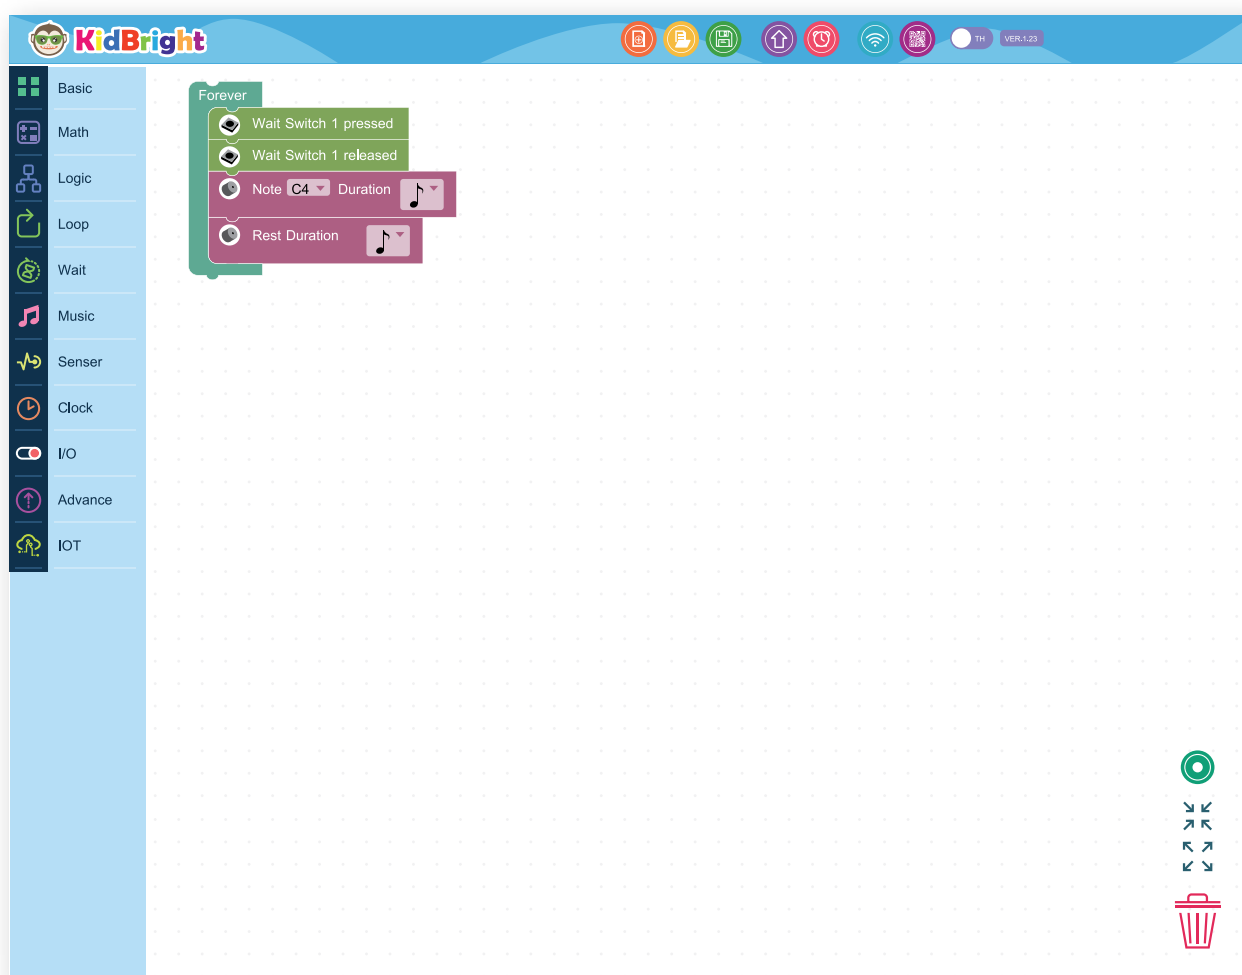 KidBright
TH
VER.1.23
Basic
Math
Logic
Loop
Wait
Music
Senser
Clock
I/O
Advance
IOT
Forever
Wait Switch 1 pressed
Wait Switch 1 released
Note C4 Duration
Rest Duration